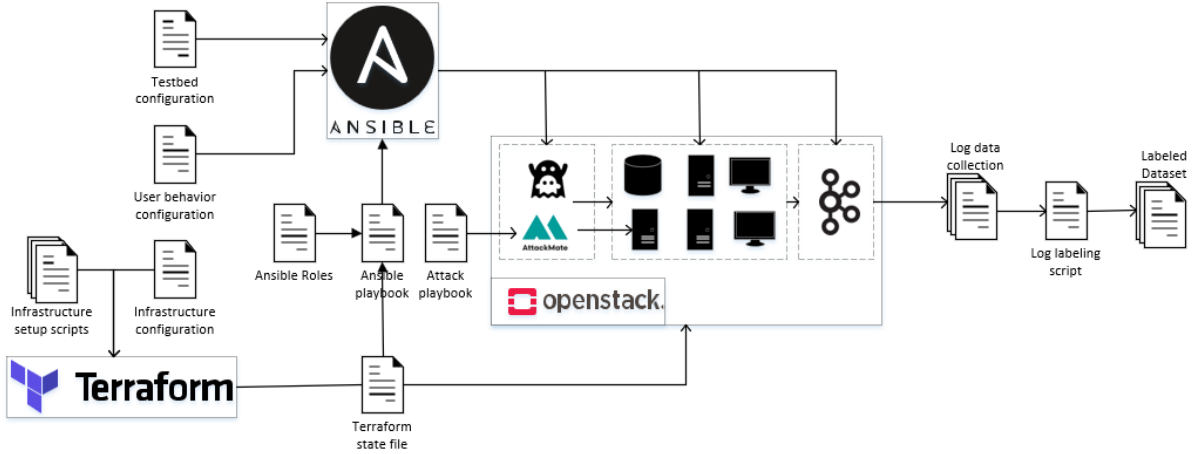 Testbed
configuration
ANSIBLE
User behavior
configuration
Log data
collection
Labeled
Dataset
AttackMate
Ansible Roles
Ansible
playbook
Attack
playbook
Log labeling
script
openstack.
Infrastructure
setup scripts
Infrastructure
configuration
Terraform
Terraform
state file